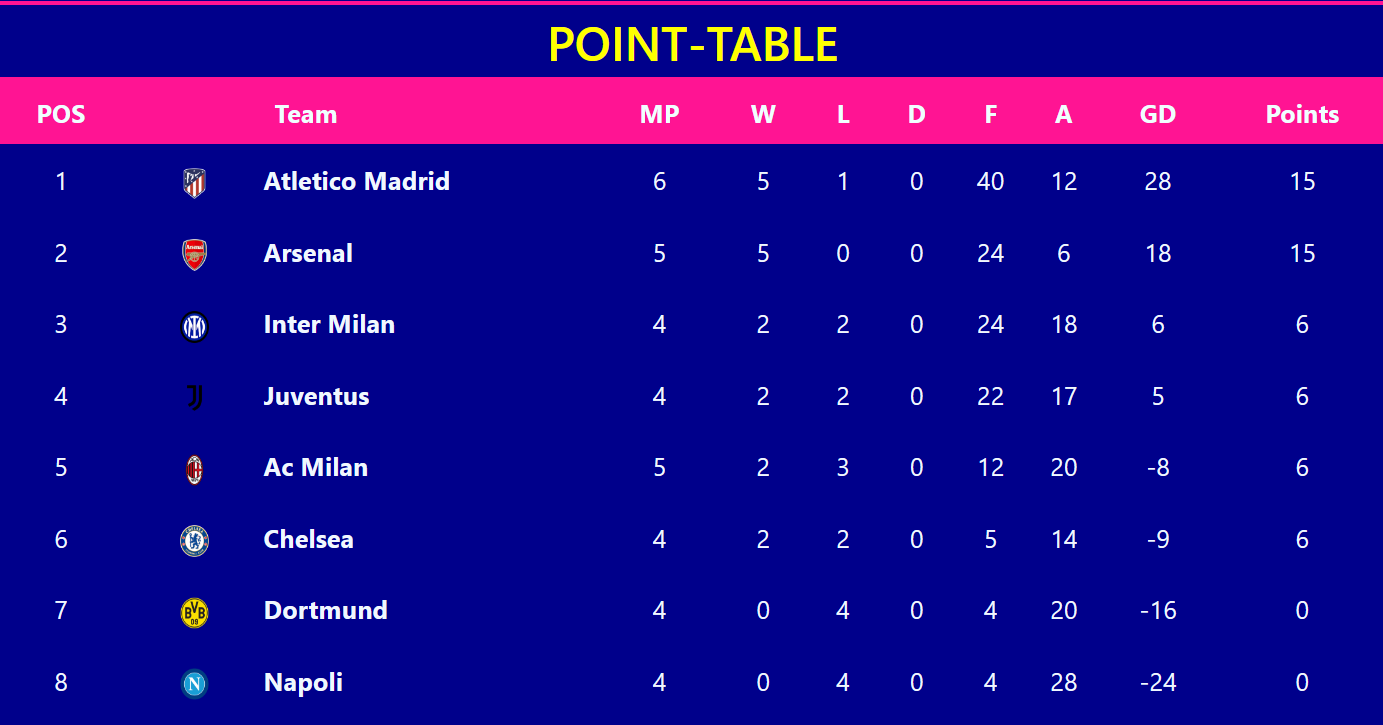 POINT-TABLE
POS Team MP W L D F A GD Points
1 Atletico Madrid 6 5 1 0 40 12 28 15
2 Arsenal 5 5 0 0 24 6 18 15
3 Inter Milan 4 2 2 0 24 18 6 6
4 Juventus 4 2 2 0 22 17 5 6
5 Ac Milan 5 2 3 0 12 20 -8 6
6 Chelsea 4 2 2 0 5 14 -9 6
7 BVB 09 Dortmund 4 0 4 0 4 20 -16 0
8 N Napoli 4 0 4 0 4 28 -24 0